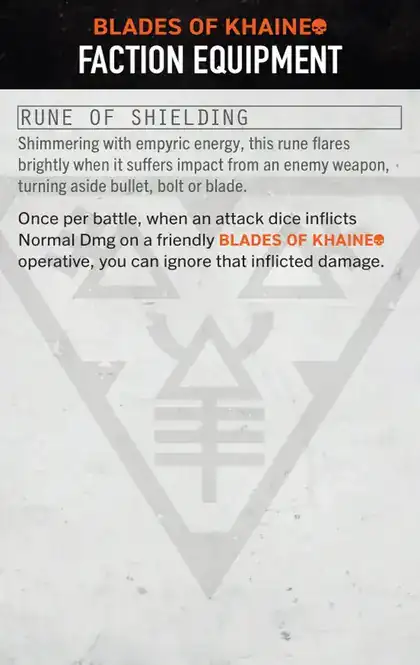 BLADES OF KHAINE
FACTION EQUIPMENT
RUNE OF SHIELDING
Shimmering with empyric energy, this rune flares
brightly when it suffers impact from an enemy weapon,
turning aside bullet, bolt or blade.
Once per battle, when an attack dice inflicts
Normal Dmg on a friendly BLADES OF KHAINE
operative, you can ignore that inflicted damage.